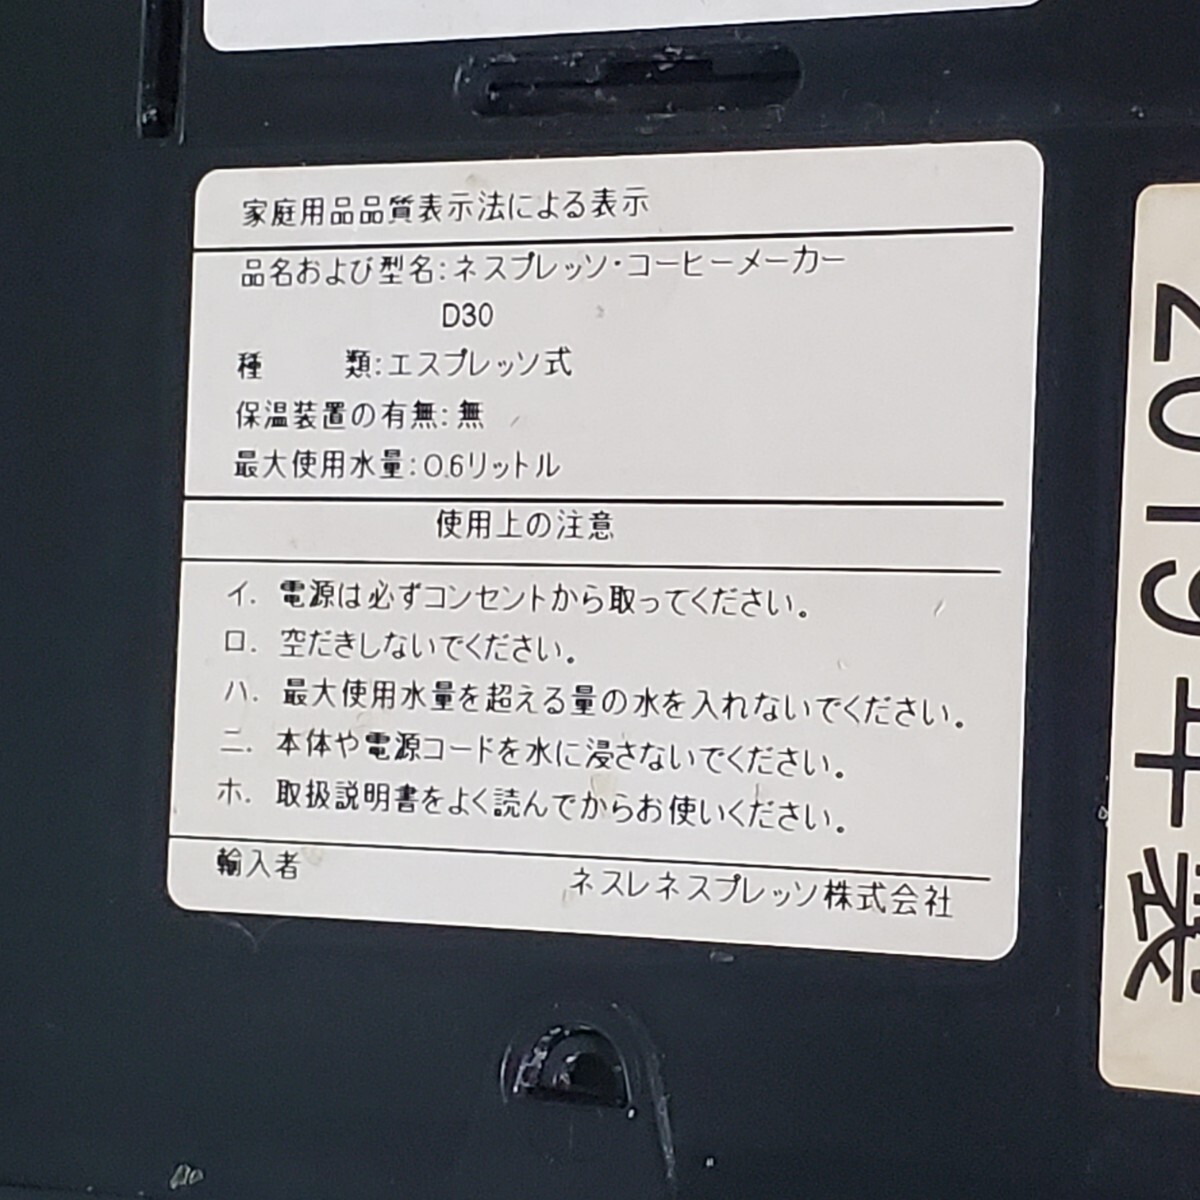 家庭用品品質表示法による表示
品名および型名:ネスプレッソ・コーヒーメーカー
D30
種 類:エスプレッソ式
保温装置の有無:無
最大使用水量:0.6リットル
使用上の注意
イ. 電源は必ずコンセントから取ってください。
ロ. 空だきしないでください。
ハ. 最大使用水量を超える量の水を入れないでください。
ニ. 本体や電源コードを水に浸さないでください。
ホ. 取扱説明書をよく読んでからお使いください。
輸入者 ネスレネスプレッソ株式会社
2019年製